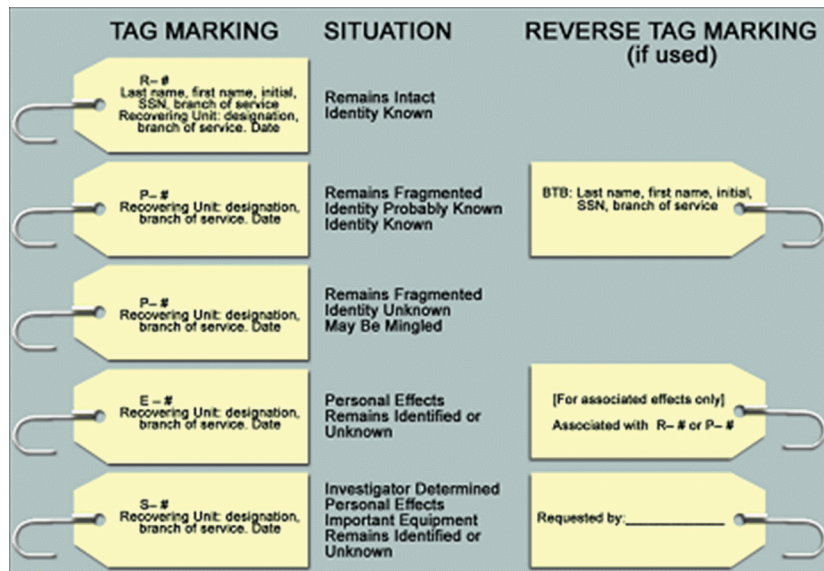 TAG MARKING
SITUATION
REVERSE TAG MARKING
(if used)
R– #
Last name, first name, initial,
SSN, branch of service
Recovering Unit: designation,
branch of service. Date
Remains Intact
Identity Known
P– #
Recovering Unit: designation,
branch of service. Date
Remains Fragmented
Identity Probably Known
Identity Known
BTB: Last name, first name, initial,
SSN, branch of service
P– #
Recovering Unit: designation,
branch of service. Date
Remains Fragmented
Identity Unknown
May Be Mingled
E – #
Recovering Unit: designation,
branch of service. Date
Personal Effects
Remains Identified or
Unknown
[For associated effects only]
Associated with R– # or P– #
S– #
Recovering Unit: designation,
branch of service. Date
Investigator Determined
Personal Effects
Important Equipment
Remains Identified or
Unknown
Requested by:______________